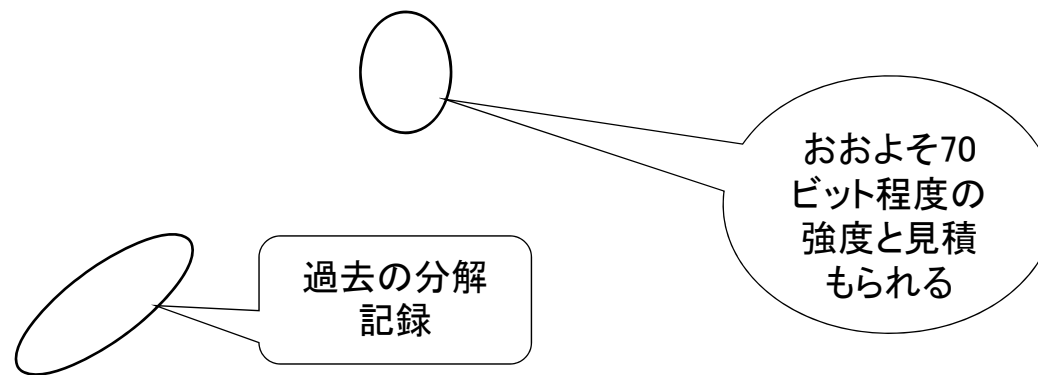 おおよそ70
ビット程度の
強度と見積
もられる
過去の分解
記録